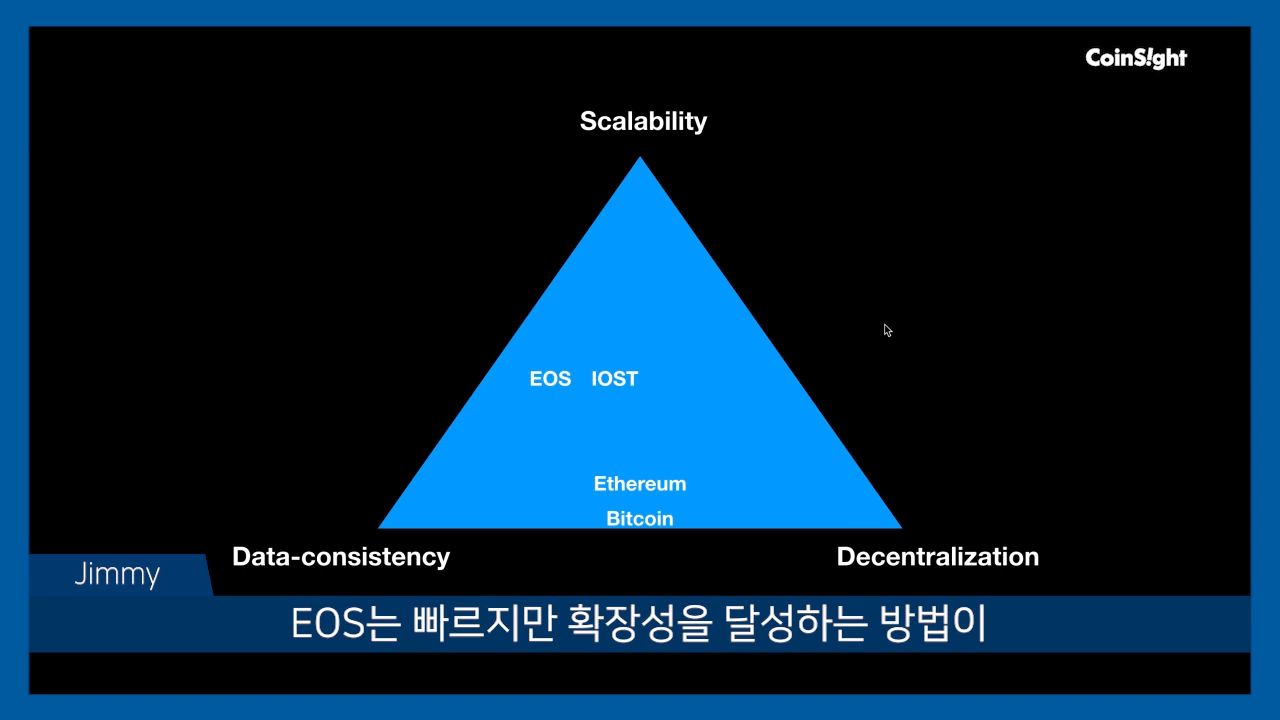 CoinS!ght
Scalability
EOS IOST
Ethereum
Bitcoin
Data-consistency Decentralization
Jimmy
EOS는 빠르지만 확장성을 달성하는 방법이